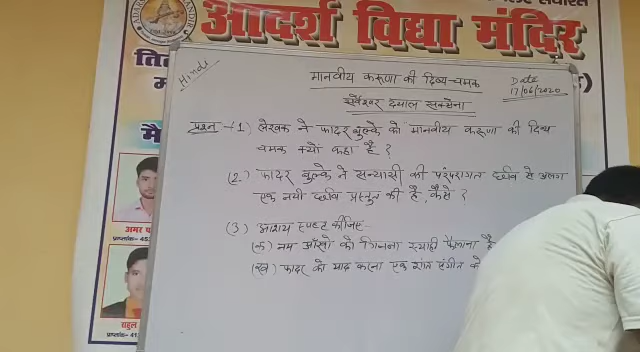 आदर्श विद्या मंदिर
Hindi
मानवीय करूणा की दिव्य-चमक
Date
17/06/2020
सर्वेश्वर दयाल सक्सेना
प्रश्न -(1) लेखक ने फादर बुल्के को मानवीय करूणा की दिव्य
चमक क्यों कहा है ?
(2) फादर बुल्के ने सन्यासी की परंपरागत छवि से अलग
एक नयी छवि प्रस्तुत की है, कैसे ?
(3) आशय स्पष्ट कीजिए-
(क) नम आँखों को गिनना स्याही फैलाना है
(ख) फादर को याद करना एक शांत संगीत को
अमर
प्राप्तांक-
राहुल
प्राप्तांक-